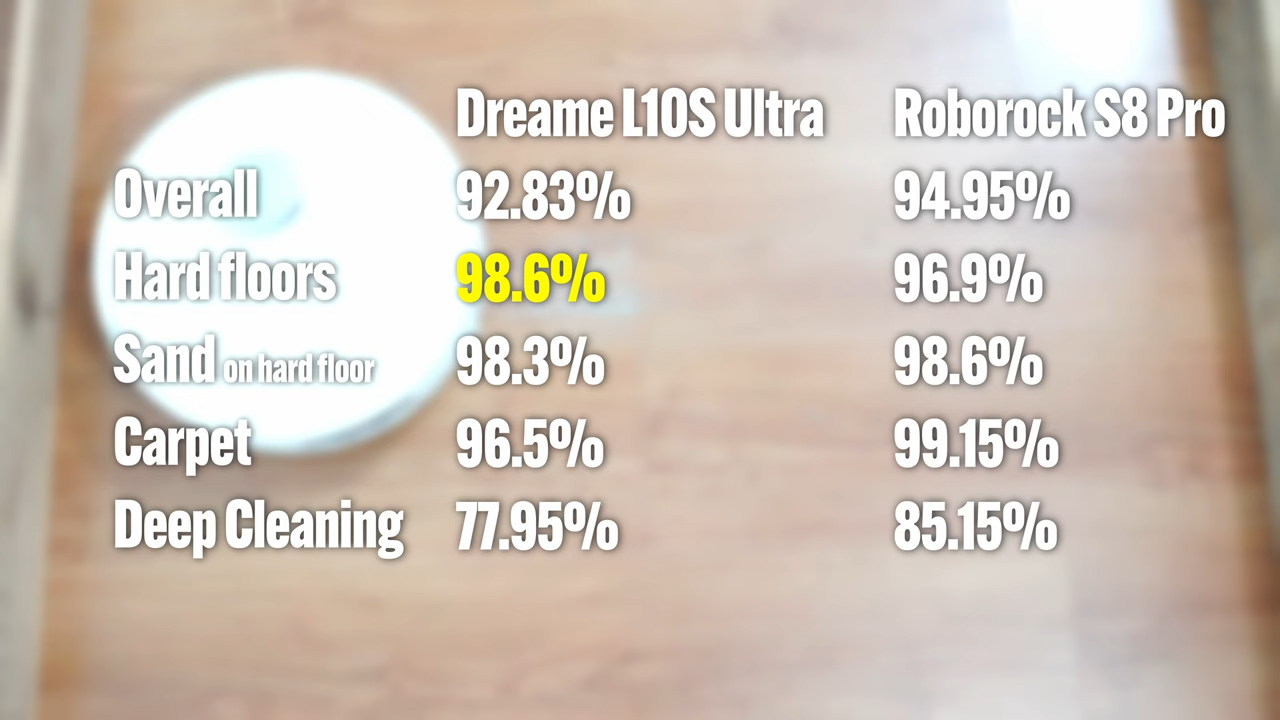 Dreame L10S Ultra Roborock S8 Pro
Overall 92.83% 94.95%
Hard floors 98.6% 96.9%
Sand on hard floor 98.3% 98.6%
Carpet 96.5% 99.15%
Deep Cleaning 77.95% 85.15%